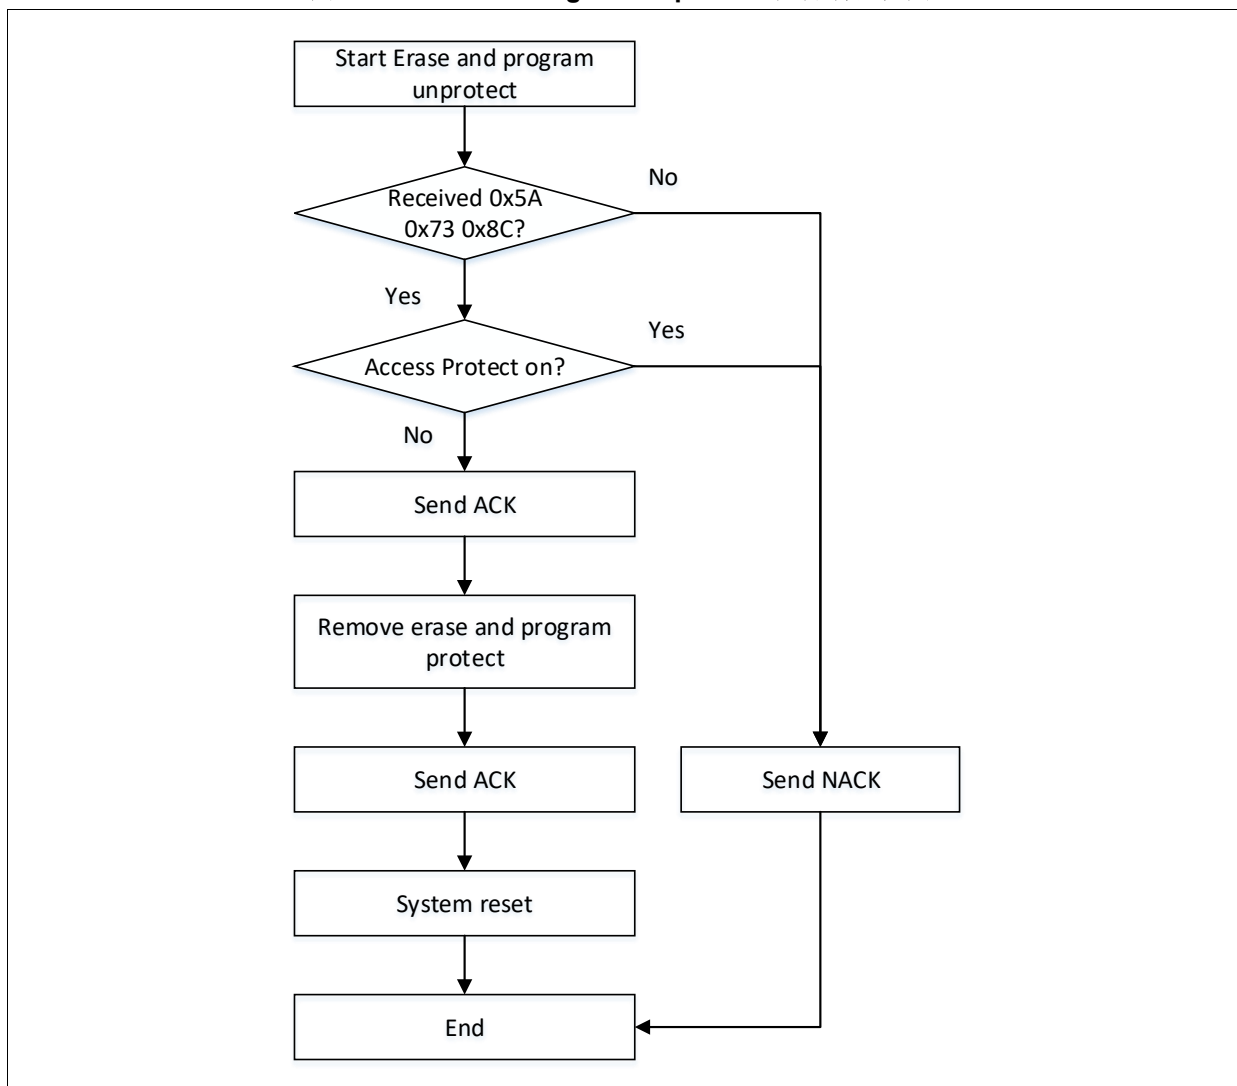 Start Erase and program
unprotect
No
Received 0x5A
0x73 0x8C?
Yes
Yes
Access Protect on?
No
Send ACK
Remove erase and program
protect
Send ACK
Send NACK
System reset
End